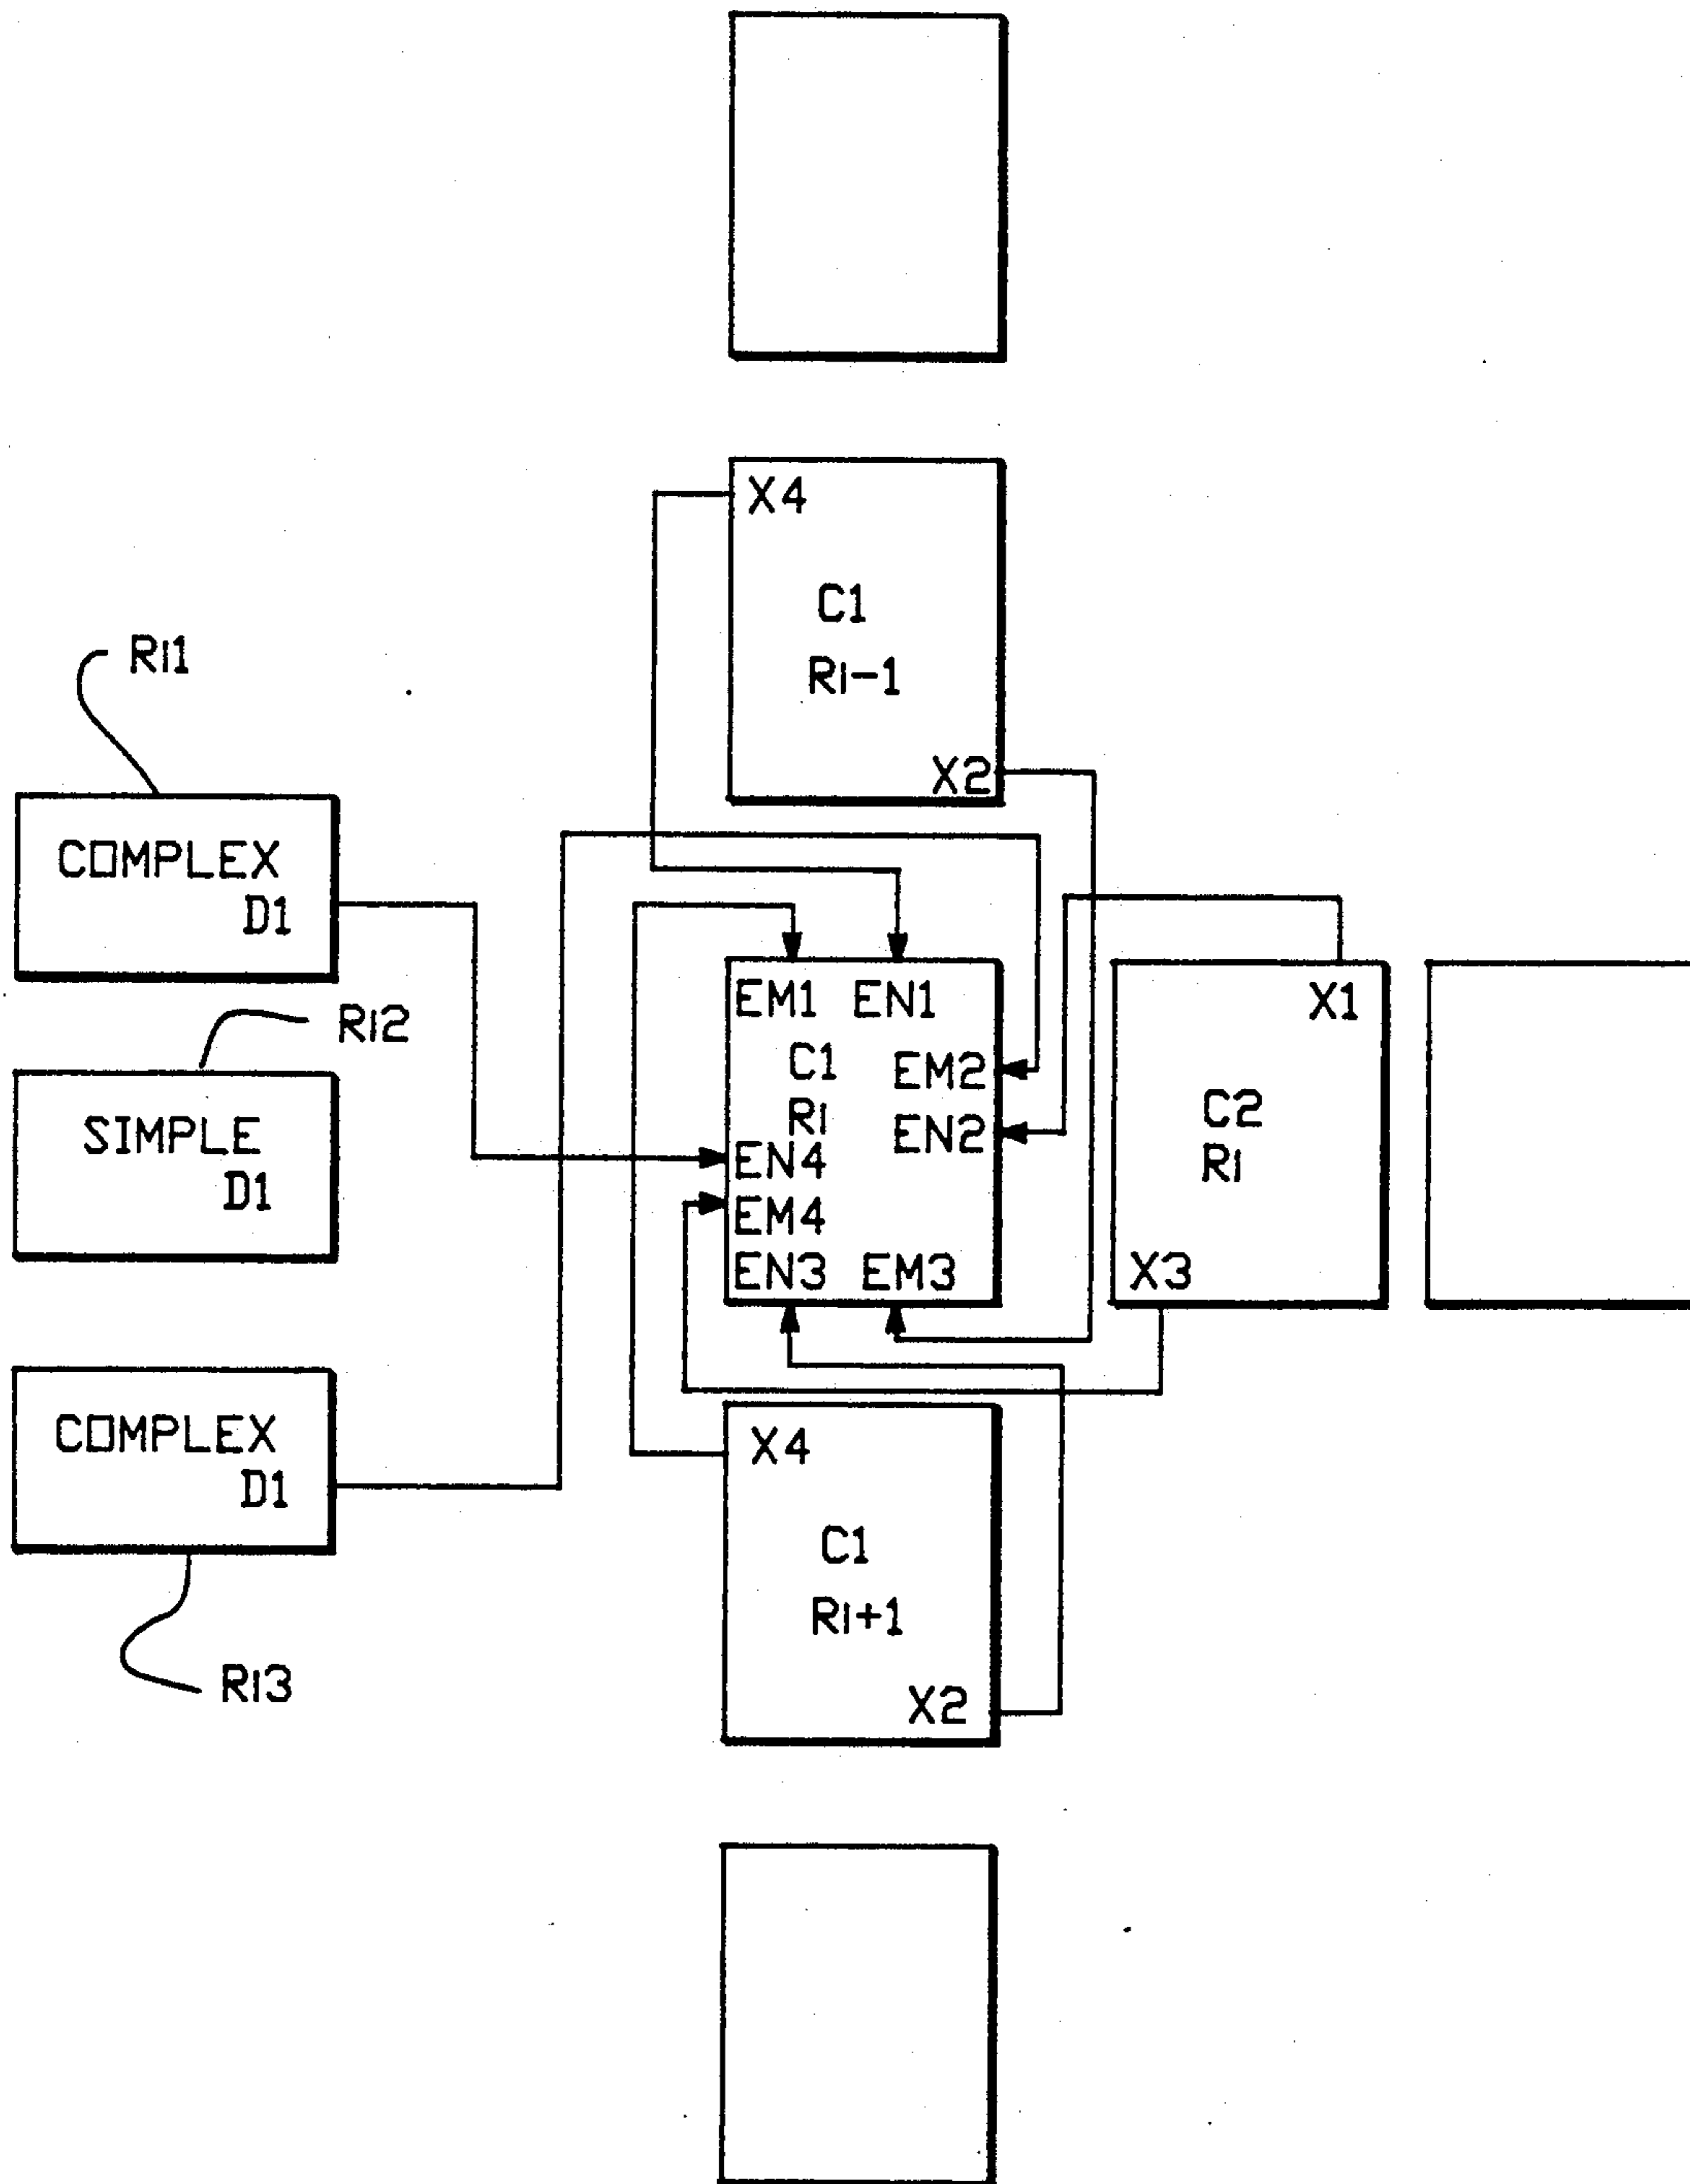 X4
C1
Ri-1
X2
Ri1
COMPLEX
D1
Ri2
SIMPLE
D1
COMPLEX
D1
Ri3
EM1 EN1
C1
Ri
EM2
EN2
EN4
EM4
EN3 EM3
X1
C2
Ri
X3
X4
C1
Ri+1
X2